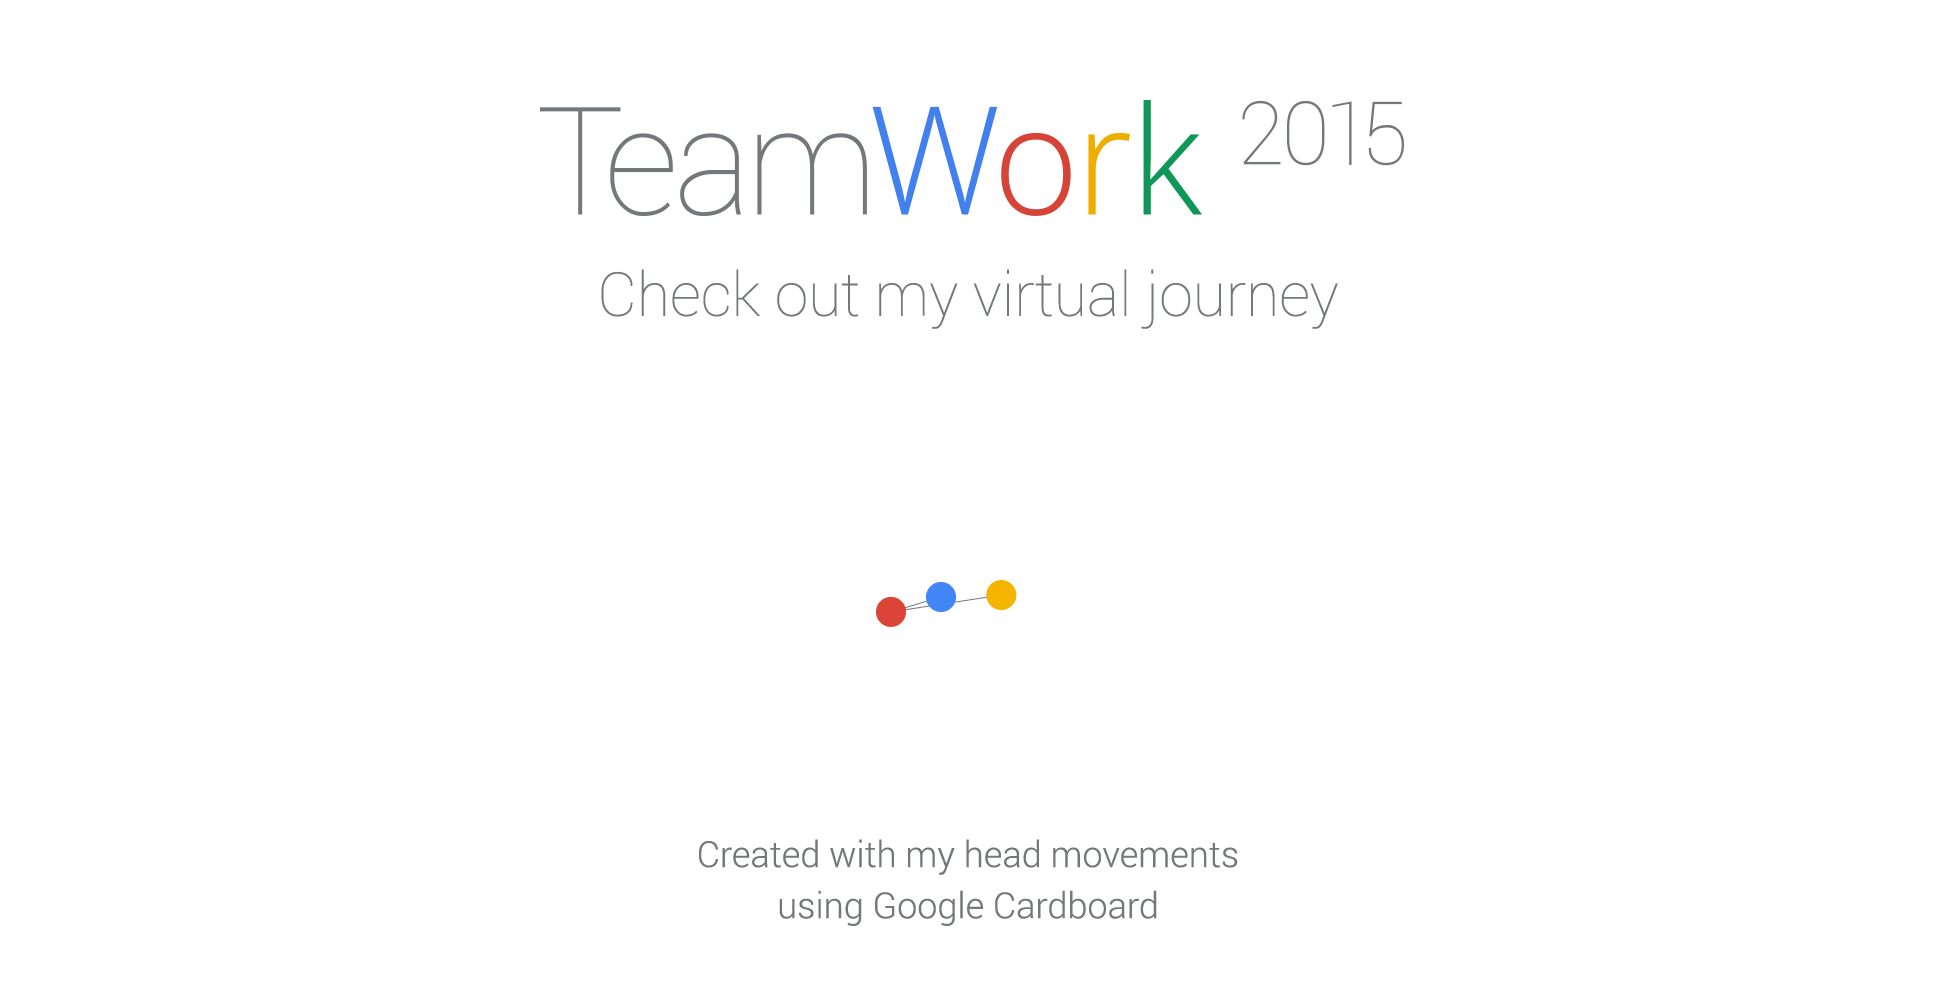 TeamWork 2015
Check out my virtual journey
Created with my head movements
using Google Cardboard